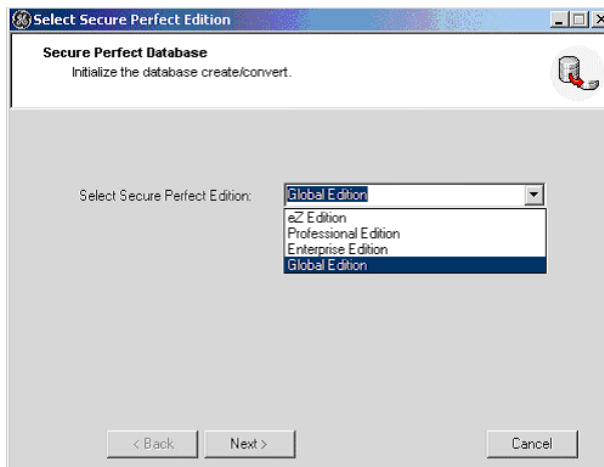 Select Secure Perfect Edition
Secure Perfect Database
Initialize the database create/convert.
Select Secure Perfect Edition:
Global Edition
eZ Edition
Professional Edition
Enterprise Edition
Global Edition
< Back
Next >
Cancel